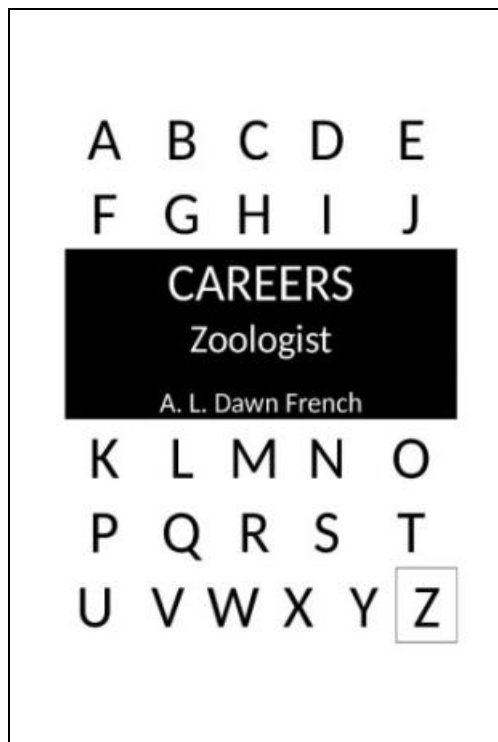 A B C D E
F G H I J
CAREERS
Zoologist
A. L. Dawn French
K L M N O
P Q R S T
U V W X Y Z